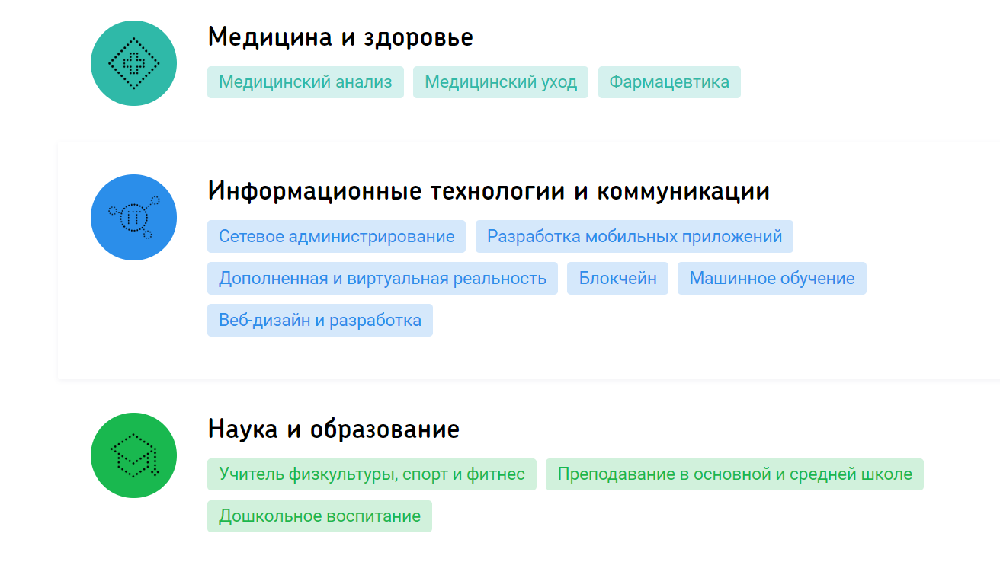 Медицина и здоровье
Медицинский анализ Медицинский уход Фармацевтика
Информационные технологии и коммуникации
IT
Сетевое администрирование Разработка мобильных приложений
Дополненная и виртуальная реальность Блокчейн Машинное обучение
Веб-дизайн и разработка
Наука и образование
Учитель физкультуры, спорт и фитнес Преподавание в основной и средней школе
Дошкольное воспитание